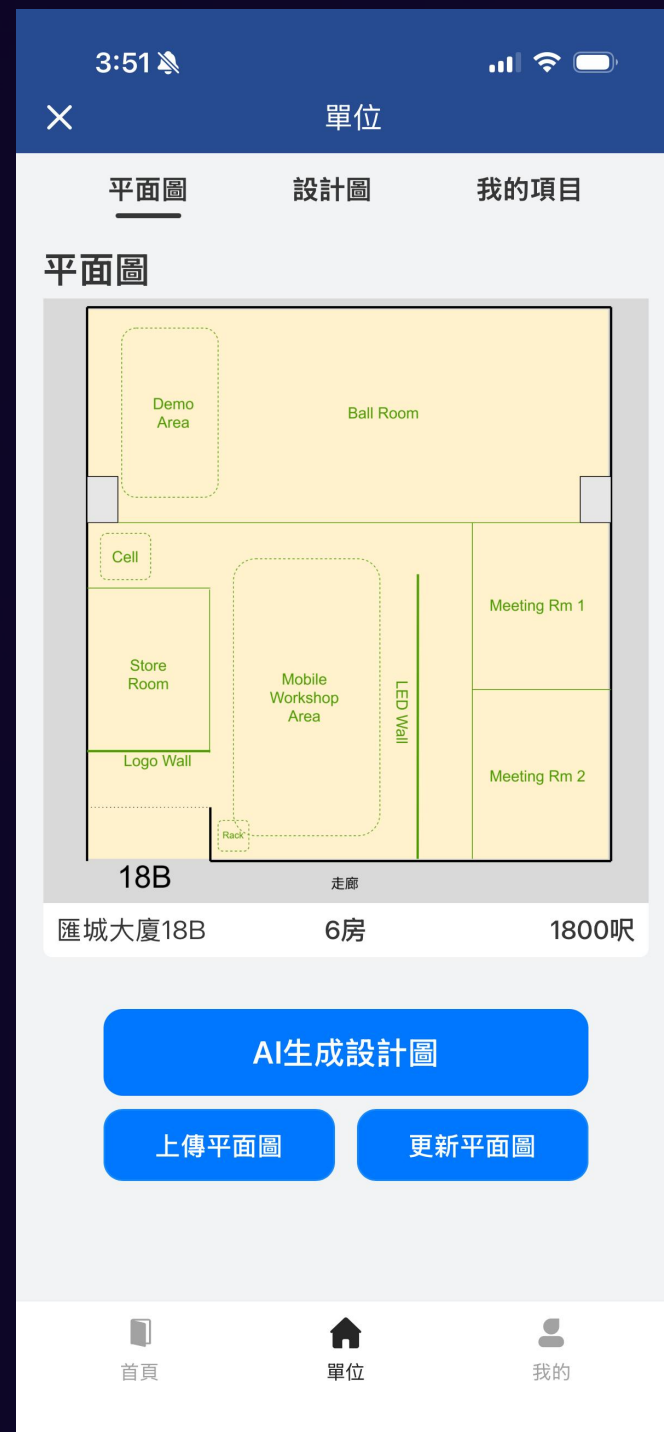 3:51
單位
平面圖 設計圖 我的項目
平面圖
Demo
Area
Ball Room
Cell
Meeting Rm 1
Store
Room
Mobile
Workshop
Area
LED Wall
Logo Wall
Meeting Rm 2
Rack
18B
走廊
匯城大廈18B 6房 1800呎
AI生成設計圖
上傳平面圖 更新平面圖
首頁 單位 我的